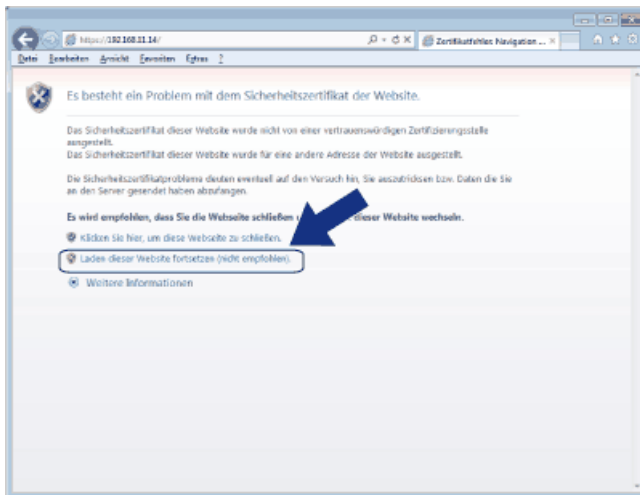 https://192.168.11.14/
Zertifikatfehler: Navigation ...
Datei Bearbeiten Ansicht Favoriten Extras ?
Es besteht ein Problem mit dem Sicherheitszertifikat der Website.
Das Sicherheitszertifikat dieser Website wurde nicht von einer vertrauenswürdigen Zertifizierungsstelle
ausgestellt.
Das Sicherheitszertifikat dieser Website wurde für eine andere Adresse der Website ausgestellt.
Die Sicherheitszertifikatprobleme deuten eventuell auf den Versuch hin, Sie auszutricksen bzw. Daten die Sie
an den Server gesendet haben abzufangen.
Es wird empfohlen, dass Sie die Webseite schließen dieser Website wechseln.
Klicken Sie hier, um diese Webseite zu schließen.
Laden dieser Website fortsetzen (nicht empfohlen).
Weitere Informationen